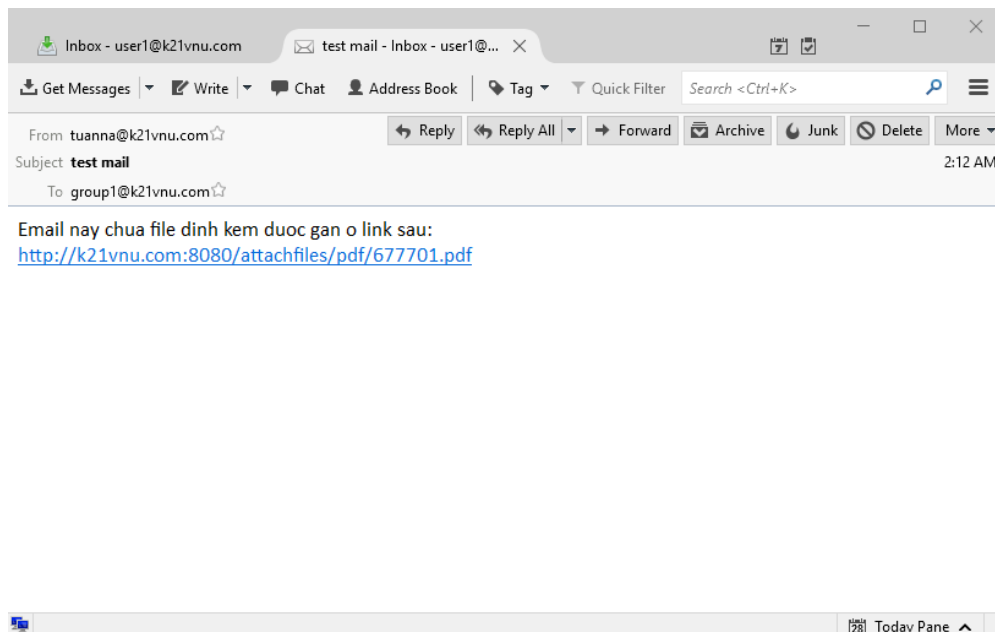 Inbox - user1@k21vnu.com test mail - Inbox - user1@...
7
Get Messages Write Chat Address Book Tag Quick Filter Search <Ctrl+K>
From tuanna@k21vnu.com Reply Reply All Forward Archive Junk Delete More
Subject test mail 2:12 AM
To group1@k21vnu.com
Email nay chua file dinh kem duoc gan o link sau:
http://k21vnu.com:8080/attachfiles/pdf/677701.pdf
28 Today Pane